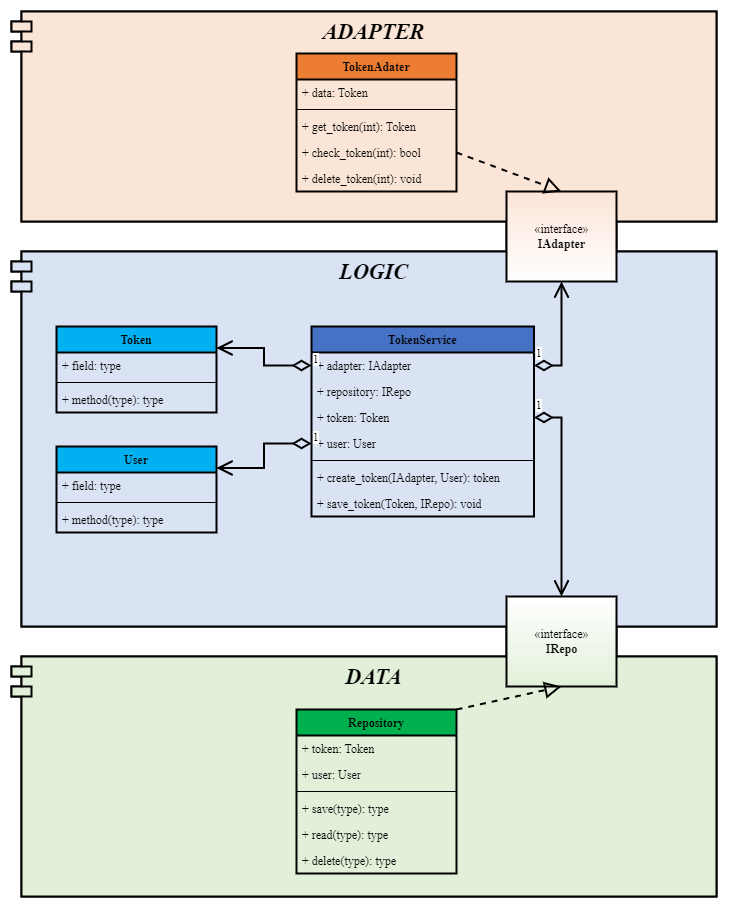 ADAPTER
TokenAdater
+ data: Token
+ get_token(int): Token
+ check_token(int): bool
+ delete_token(int): void
«interface»
IAdapter
LOGIC
Token
+ field: type
+ method(type): type
User
+ field: type
+ method(type): type
TokenService
+ adapter: IAdapter
+ repository: IRepo
+ token: Token
+ user: User
+ create_token(IAdapter, User): token
+ save_token(Token, IRepo): void
1
1
1
1
«interface»
IRepo
DATA
Repository
+ token: Token
+ user: User
+ save(type): type
+ read(type): type
+ delete(type): type